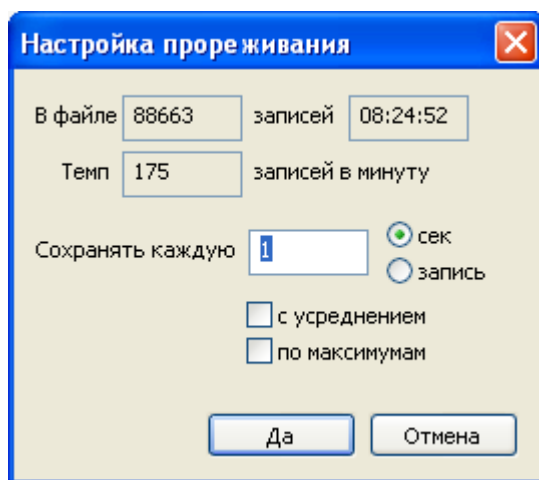 Настройка прореживания
В файле 88663 записей 08:24:52
Темп 175 записей в минуту
Сохранять каждую 1 сек
запись
с усреднением
по максимумам
Да Отмена